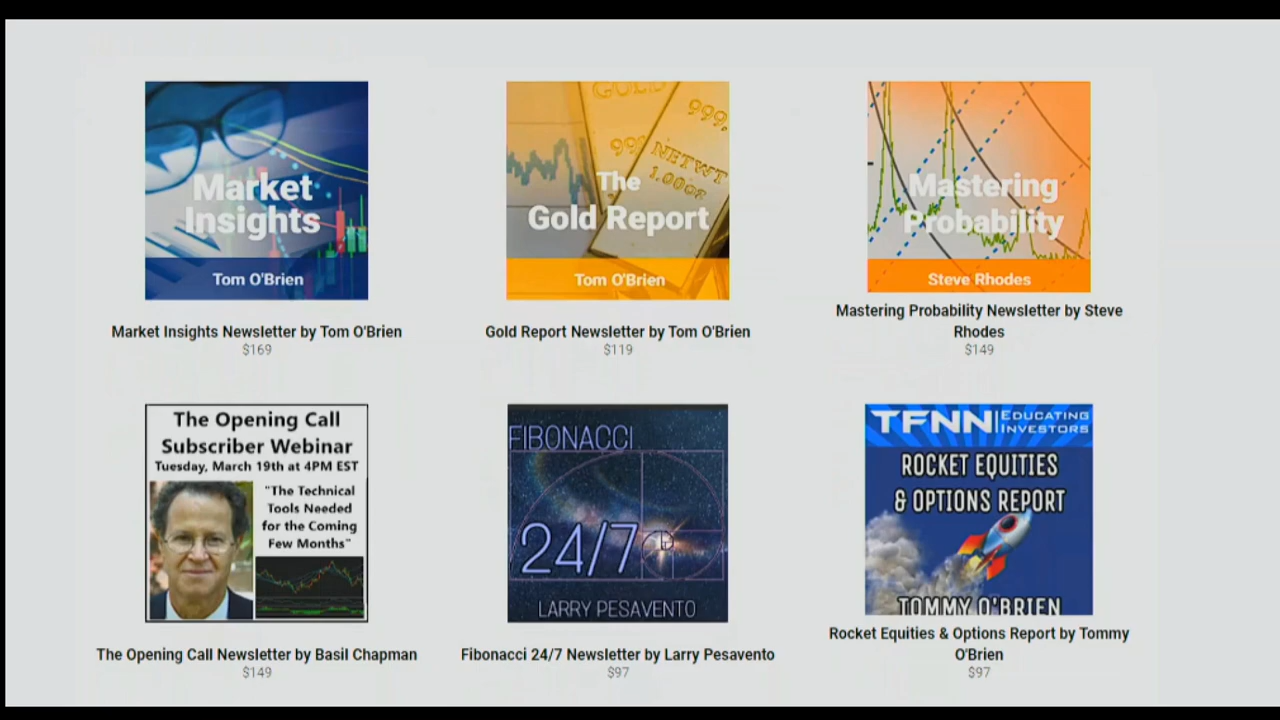 Market
Insights
Tom O'Brien
Market Insights Newsletter by Tom O'Brien
$169
GOLD
999.
999
NETWT
1.000z
The
Gold Report
Tom O'Brien
Gold Report Newsletter by Tom O'Brien
$119
Mastering
Probability
Steve Rhodes
Mastering Probability Newsletter by Steve
Rhodes
$149
The Opening Call
Subscriber Webinar
Tuesday, March 19th at 4PM EST
"The Technical
Tools Needed
for the Coming
Few Months"
The Opening Call Newsletter by Basil Chapman
$149
FIBONACCI
24/7
LARRY PESAVENTO
Fibonacci 24/7 Newsletter by Larry Pesavento
$97
TFNN EDUCATING
INVESTORS
ROCKET EQUITIES
& OPTIONS REPORT
TOMMY O'BRIEN
Rocket Equities & Options Report by Tommy
O'Brien
$97